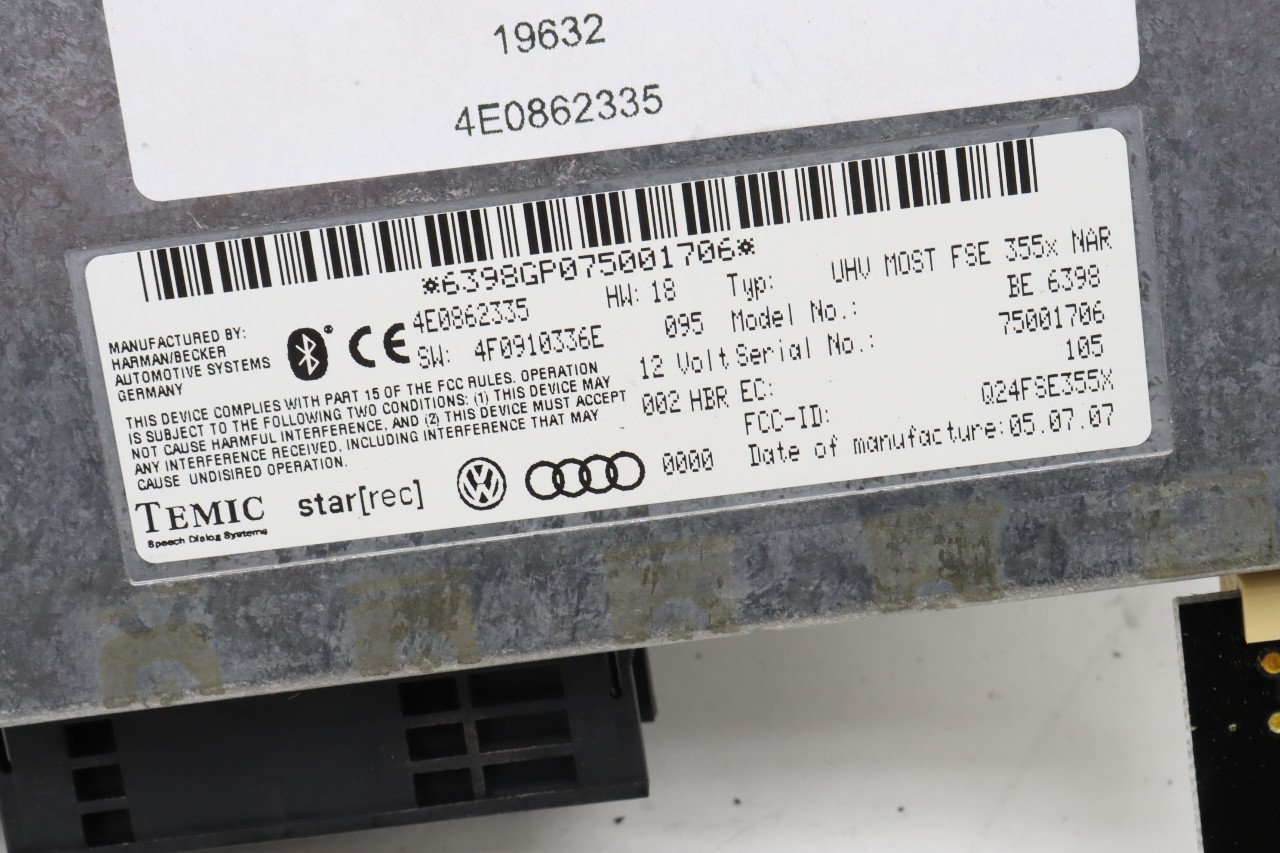 19632
4E0862335
*6398GP075001706*
MANUFACTURED BY:
HARMAN/BECKER
AUTOMOTIVE SYSTEMS
GERMANY
CE
4E0862335 HW: 18
SW: 4F0910336E 095
12 Volt
002 HBR
Typ: UHV MOST FSE 355x NAR
Model No.: BE 6398
Serial No.: 75001706
EC: 105
FCC-ID: Q24FSE355X
Date of manufacture: 05.07.07
THIS DEVICE COMPLIES WITH PART 15 OF THE FCC RULES. OPERATION
IS SUBJECT TO THE FOLLOWING TWO CONDITIONS: (1) THIS DEVICE MAY
NOT CAUSE HARMFUL INTERFERENCE, AND (2) THIS DEVICE MUST ACCEPT
ANY INTERFERENCE RECEIVED, INCLUDING INTERFERENCE THAT MAY
CAUSE UNDISIRED OPERATION.
TEMIC
Speech Dialog Systems
star[rec]
0000